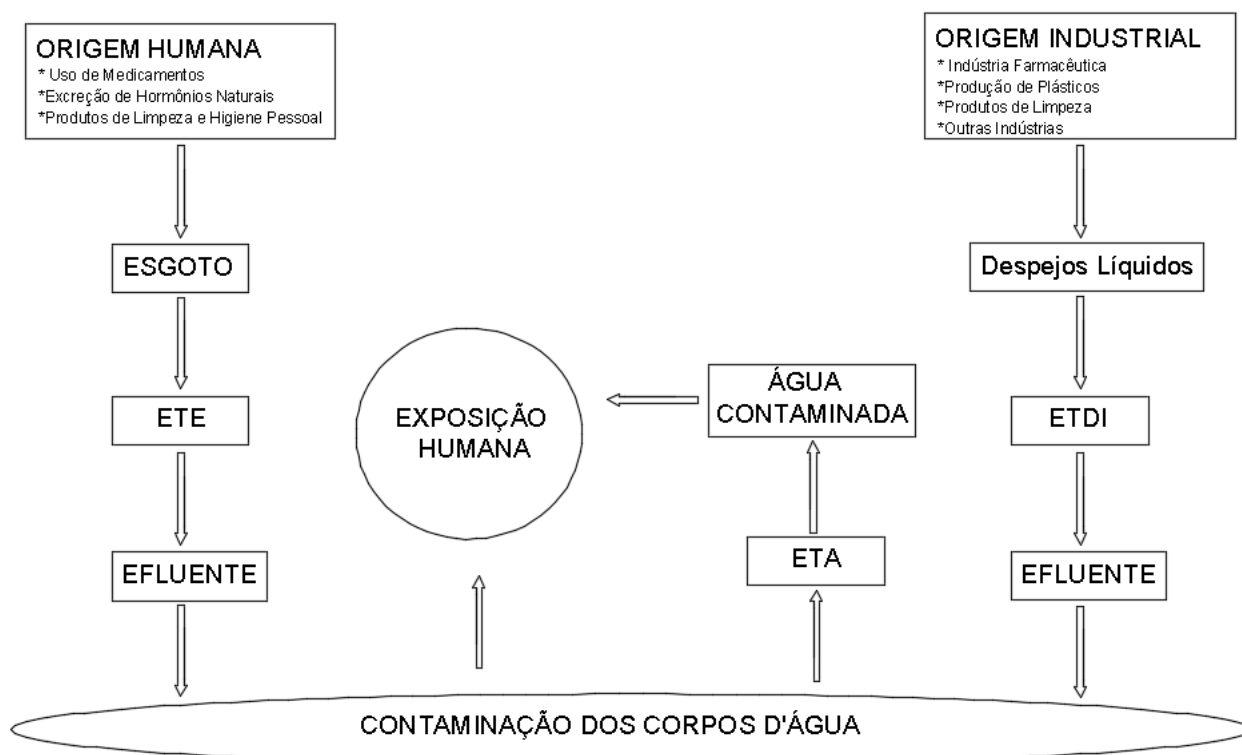 ORIGEM HUMANA
* Uso de Medicamentos
*Excreção de Hormônios Naturais
*Produtos de Limpeza e Higiene Pessoal
ORIGEM INDUSTRIAL
* Indústria Farmacêutica
*Produção de Plásticos
*Produtos de Limpeza
*Outras Indústrias
ESGOTO
Despejos Líquidos
ETE
EXPOSIÇÃO
HUMANA
ÁGUA
CONTAMINADA
ETDI
EFLUENTE
ETA
EFLUENTE
CONTAMINAÇÃO DOS CORPOS D'ÁGUA